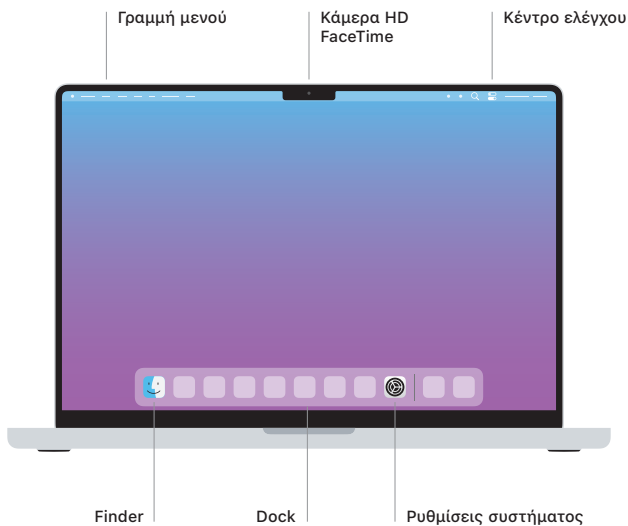 Γραμμή μενού
Κάμερα HD
FaceTime
Κέντρο ελέγχου
Finder
Dock
Ρυθμίσεις συστήματος